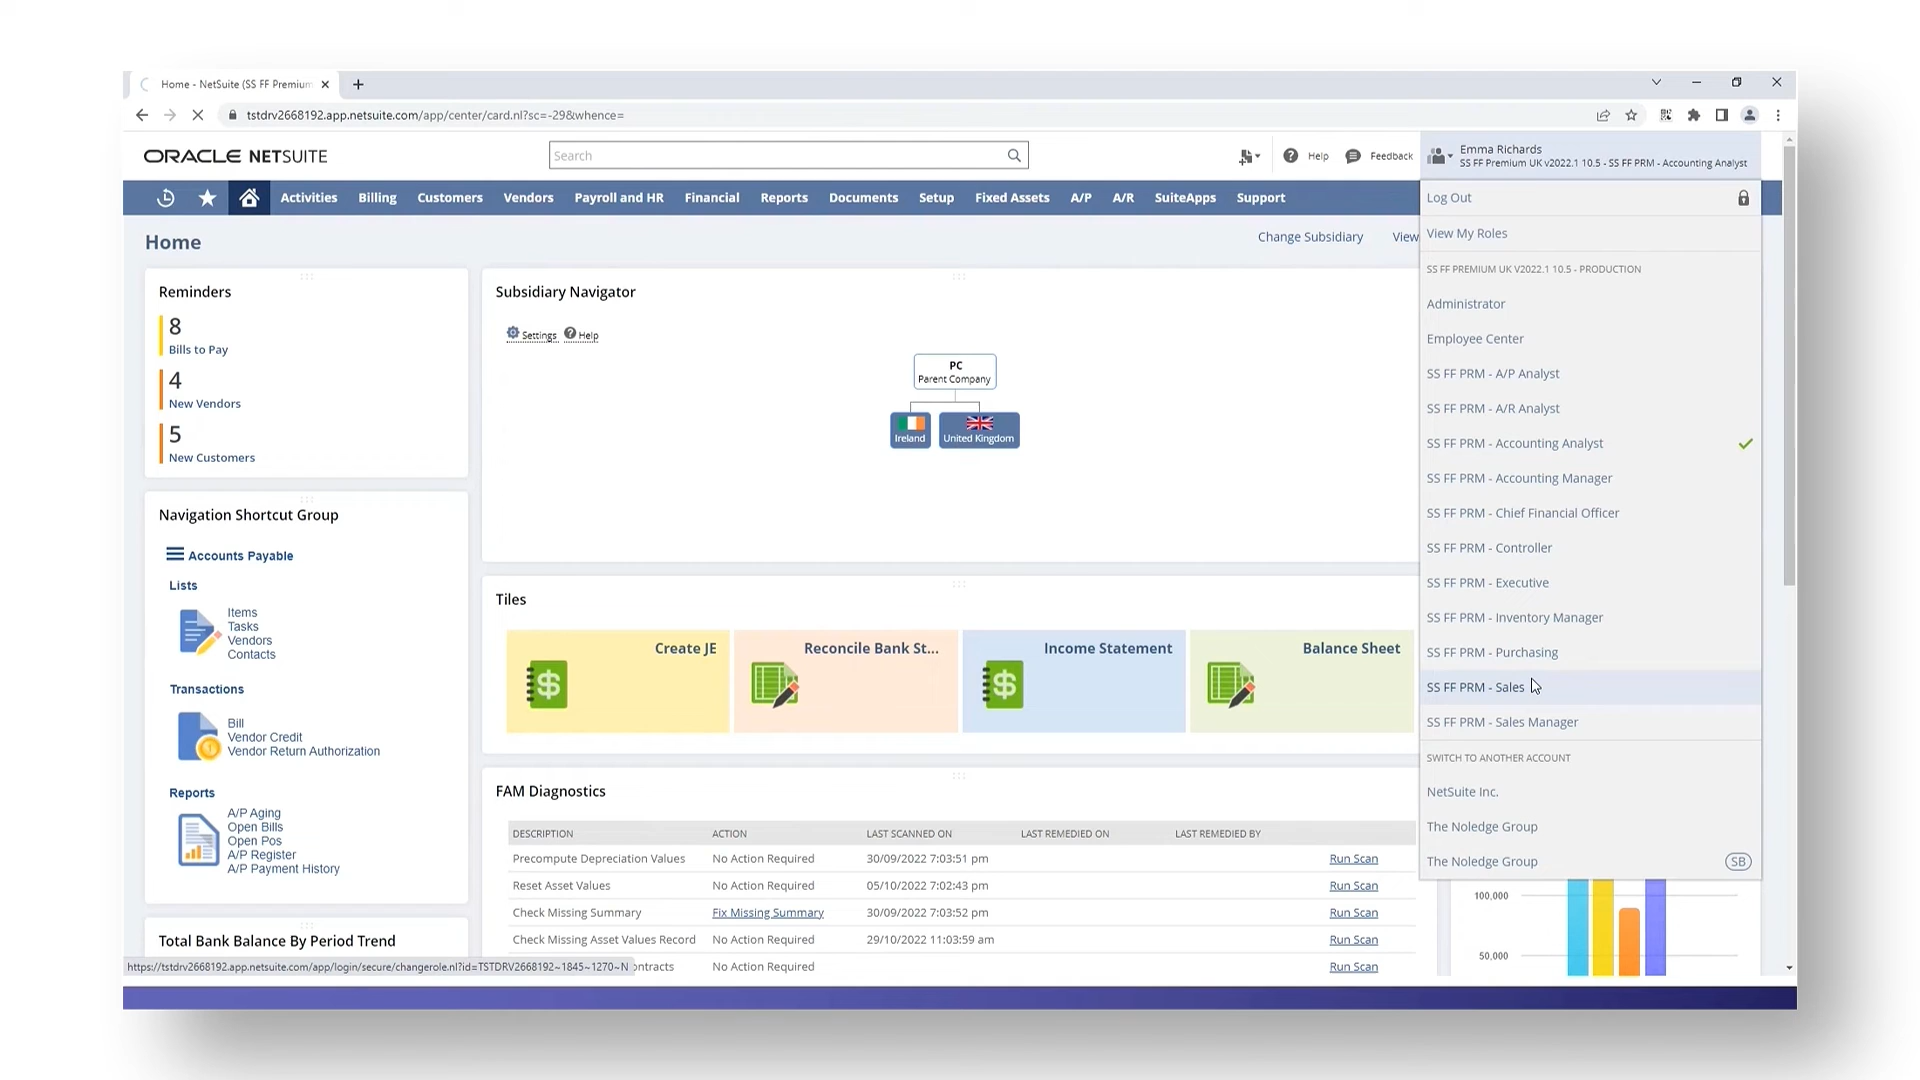 Home - NetSuite (SS FF Premium
tstdrv2668192.app.netsuite.com/app/center/card.nl?sc=-29&whence=
ORACLE NETSUITE
Search
Help
Feedback
Emma Richards
SS FF Premium UK v2022.1 10.5 - SS FF PRM - Accounting Analyst
Activities
Billing
Customers
Vendors
Payroll and HR
Financial
Reports
Documents
Setup
Fixed Assets
A/P
A/R
SuiteApps
Support
Home
Change Subsidiary
View
Log Out
View My Roles
SS FF PREMIUM UK V2022.1 10.5 - PRODUCTION
Administrator
Employee Center
SS FF PRM - A/P Analyst
SS FF PRM - A/R Analyst
SS FF PRM - Accounting Analyst
SS FF PRM - Accounting Manager
SS FF PRM - Chief Financial Officer
SS FF PRM - Controller
SS FF PRM - Executive
SS FF PRM - Inventory Manager
SS FF PRM - Purchasing
SS FF PRM - Sales
SS FF PRM - Sales Manager
SWITCH TO ANOTHER ACCOUNT
NetSuite Inc.
The Noledge Group
The Noledge Group SB
Reminders
8
Bills to Pay
4
New Vendors
5
New Customers
Navigation Shortcut Group
Accounts Payable
Lists
Items
Tasks
Vendors
Contacts
Transactions
Bill
Vendor Credit
Vendor Return Authorization
Reports
A/P Aging
Open Bills
Open Pos
A/P Register
A/P Payment History
Total Bank Balance By Period Trend
Subsidiary Navigator
Settings Help
PC
Parent Company
Ireland
United Kingdom
Tiles
Create JE
Reconcile Bank St...
Income Statement
Balance Sheet
FAM Diagnostics
DESCRIPTION ACTION LAST SCANNED ON LAST REMEDIED ON LAST REMEDIED BY
Precompute Depreciation Values No Action Required 30/09/2022 7:03:51 pm Run Scan
Reset Asset Values No Action Required 05/10/2022 7:02:43 pm Run Scan
Check Missing Summary Fix Missing Summary 30/09/2022 7:03:52 pm Run Scan
Check Missing Asset Values Record No Action Required 29/10/2022 11:03:59 am Run Scan
ontracts No Action Required Run Scan
100,000
50,000
https://tstdrv2668192.app.netsuite.com/app/login/secure/changerole.nl?id=TSTDRV2668192~1845~1270~N